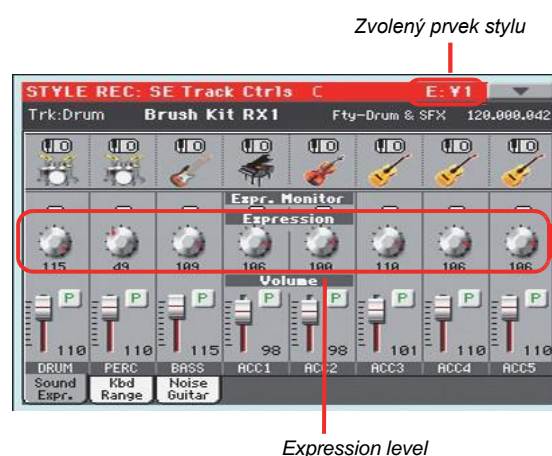 Zvolený prvek stylu
STYLE REC: SE Track Ctrls C E: V1
Trk:Drum Brush Kit RX1 Fty-Drum & SFX 120.000.042
Expr. Monitor
Expression
115 49 109 106 100 110 106 106
Volume
P P P P P P P P
110 110 115 98 98 101 110 110
DRUM PERC BASS ACC1 ACC2 ACC3 ACC4 ACC5
Sound Expr. Kbd Range Noise Guitar
Expression level